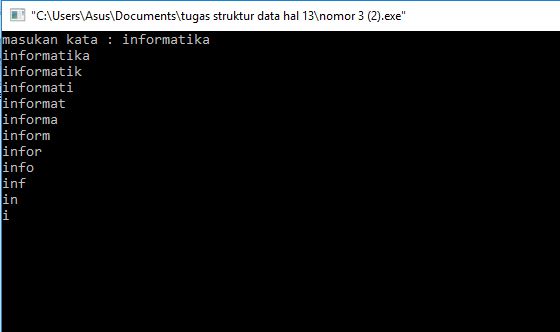 "C:\Users\Asus\Documents\tugas struktur data hal 13\nomor 3 (2).exe"
masukan kata : informatika
informatika
informatik
informati
informat
informa
inform
infor
info
inf
in
i